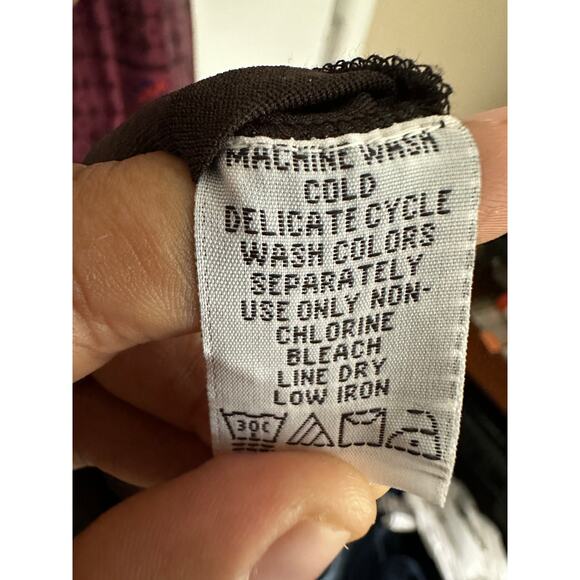 MACHINE WASH
COLD
DELICATE CYCLE
WASH COLORS
SEPARATELY
USE ONLY NON-
CHLORINE
BLEACH
LINE DRY
LOW IRON
30C